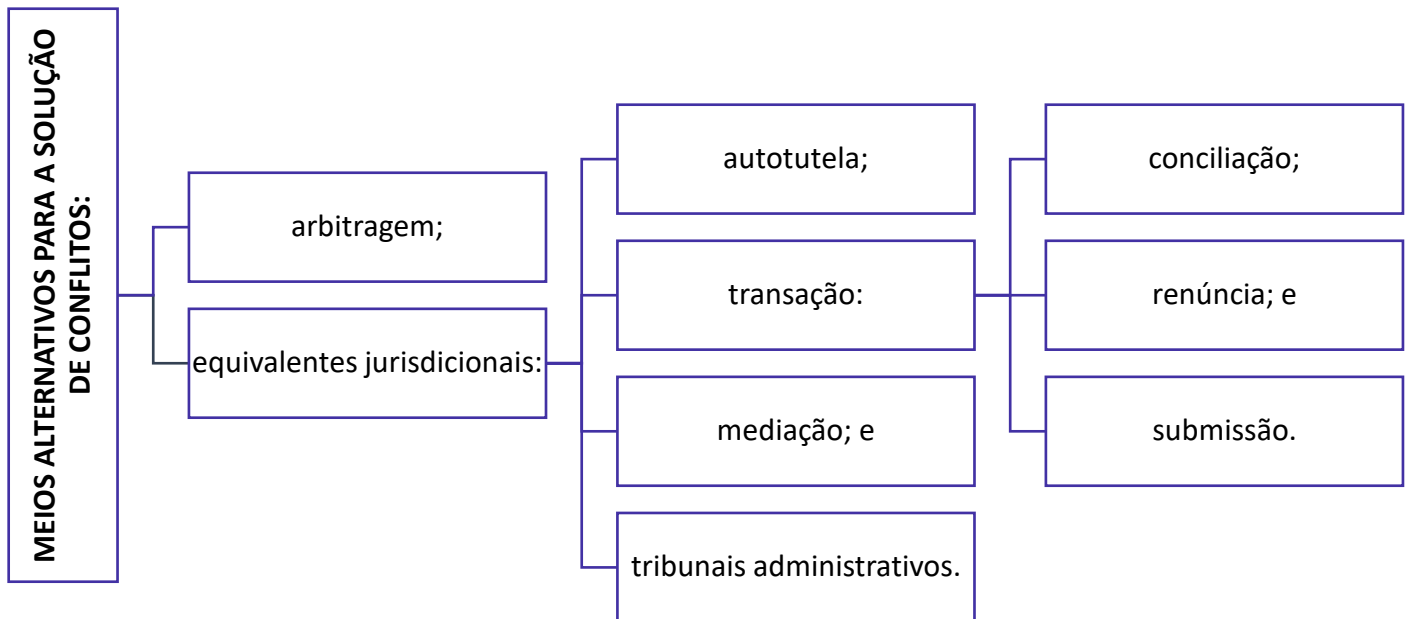 MEIOS ALTERNATIVOS PARA A SOLUÇÃO
DE CONFLITOS:
arbitragem;
equivalentes jurisdicionais:
autotutela;
transação:
mediação; e
tribunais administrativos.
conciliação;
renúncia; e
submissão.